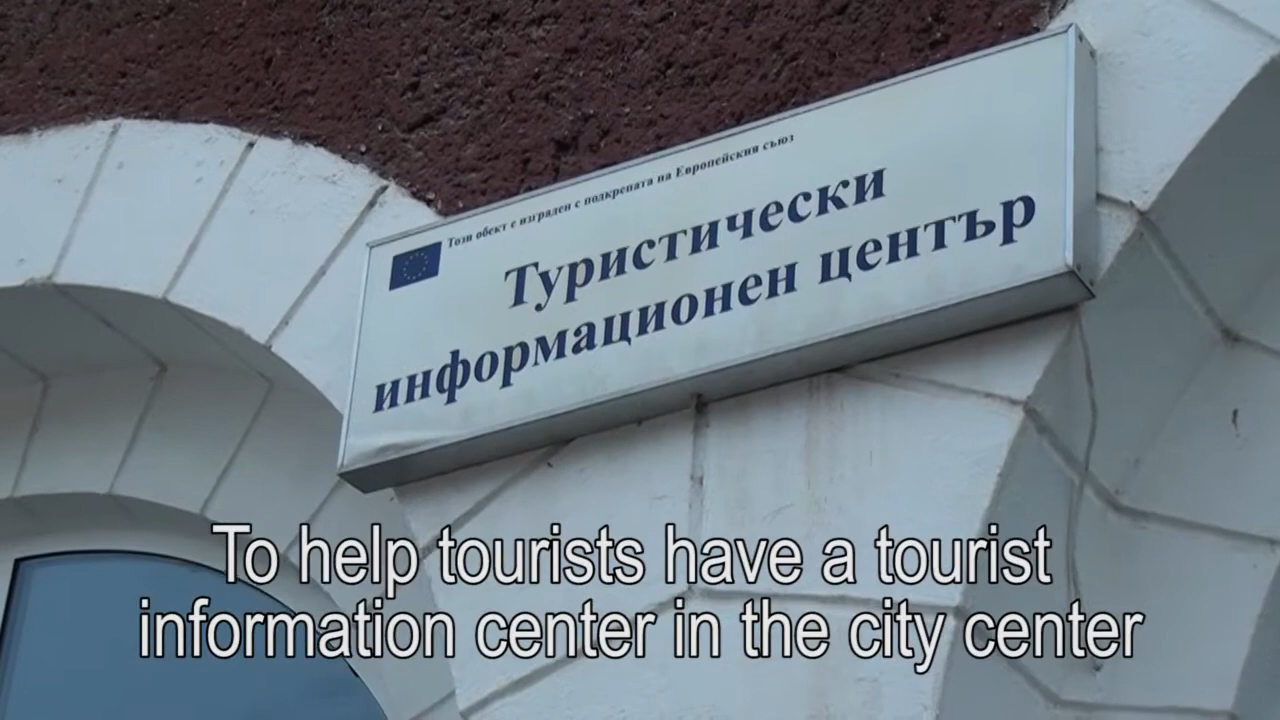 Този обект е изграден с подкрепата на Европейския съюз
Туристически
информационен център
To help tourists have a tourist
information center in the city center